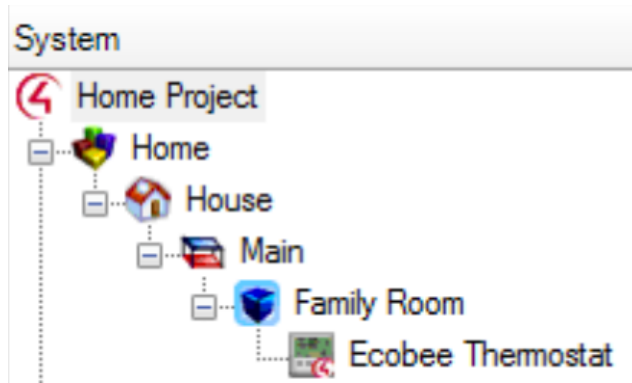 System
Home Project
Home
House
Main
Family Room
Ecobee Thermostat